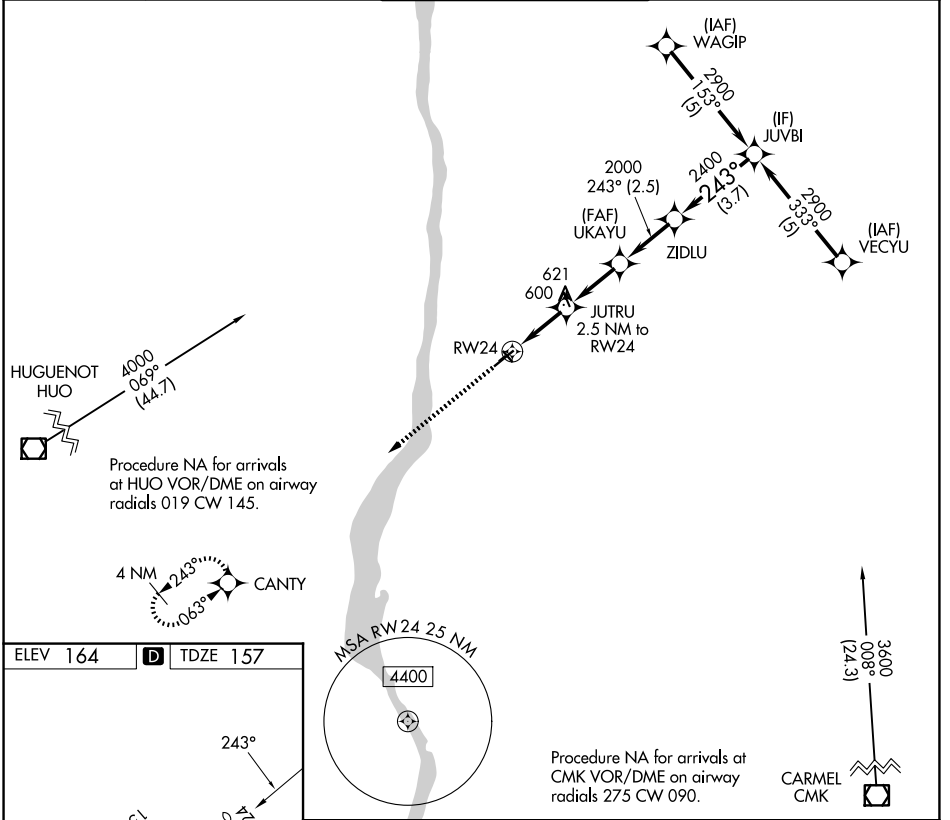 (IAF)
WAGIP
2900
153°
(5)
(IF)
JUVBI
2400
243°
(3.7)
2000
243° (2.5)
(FAF)
UKAYU
ZIDLU
2900
333°
(5)
(IAF)
VECYU
621
600
JUTRU
2.5 NM to
RW24
RW24
HUGUENOT
HUO
4000
069°
(44.7)
Procedure NA for arrivals
at HUO VOR/DME on airway
radials 019 CW 145.
4 NM
243°
063°
CANTY
ELEV 164 D TDZE 157
243°
MSA RW24 25 NM
4400
3600
008°
(24.3)
Procedure NA for arrivals at
CMK VOR/DME on airway
radials 275 CW 090.
CARMEL
CMK